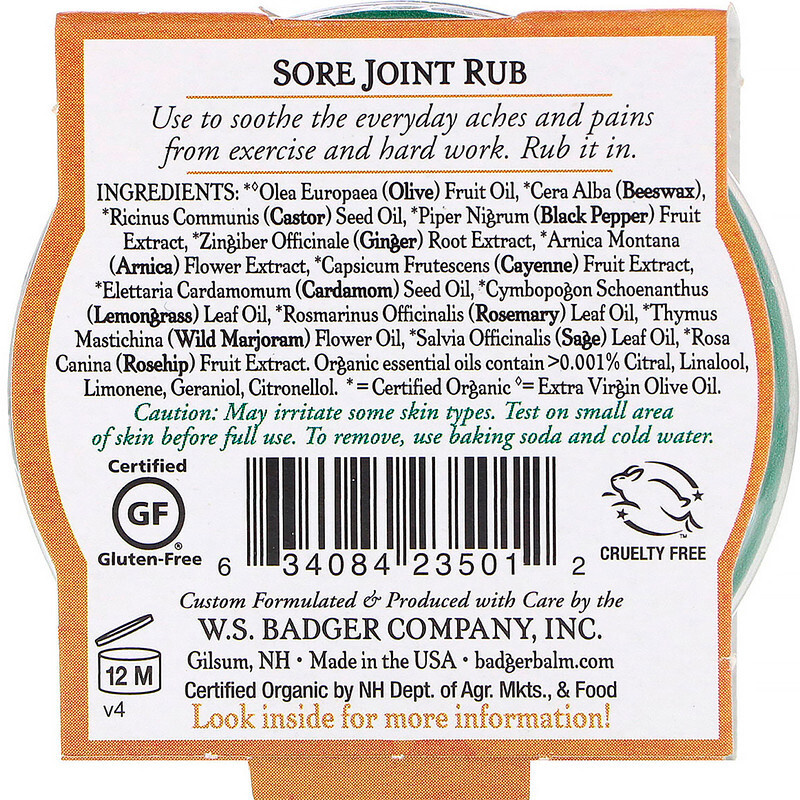 SORE JOINT RUB
Use to soothe the everyday aches and pains
from exercise and hard work. Rub it in.
INGREDIENTS: *◊Olea Europaea (Olive) Fruit Oil, *Cera Alba (Beeswax),
*Ricinus Communis (Castor) Seed Oil, *Piper Nigrum (Black Pepper) Fruit
Extract, *Zingiber Officinale (Ginger) Root Extract, *Arnica Montana
(Arnica) Flower Extract, *Capsicum Frutescens (Cayenne) Fruit Extract,
*Elettaria Cardamomum (Cardamom) Seed Oil, *Cymbopogon Schoenanthus
(Lemongrass) Leaf Oil, *Rosmarinus Officinalis (Rosemary) Leaf Oil, *Thymus
Mastichina (Wild Marjoram) Flower Oil, *Salvia Officinalis (Sage) Leaf Oil, *Rosa
Canina (Rosehip) Fruit Extract. Organic essential oils contain >0.001% Citral, Linalool,
Limonene, Geraniol, Citronellol. * = Certified Organic ◊= Extra Virgin Olive Oil.
Caution: May irritate some skin types. Test on small area
of skin before full use. To remove, use baking soda and cold water.
Certified
GF
®
Gluten-Free
6 34084 23501 2
™
CRUELTY FREE
Custom Formulated & Produced with Care by the
W.S. BADGER COMPANY, INC.
Gilsum, NH • Made in the USA • badgerbalm.com
Certified Organic by NH Dept. of Agr. Mkts., & Food
12 M
v4
Look inside for more information!